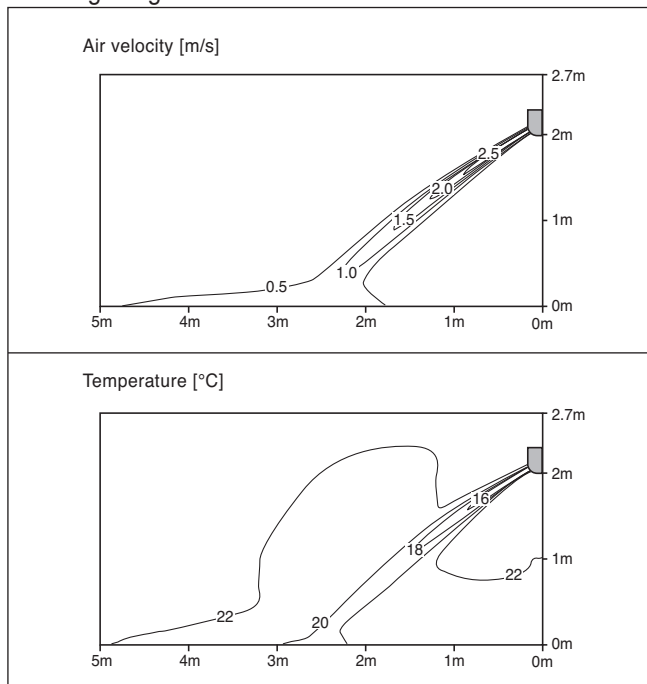 Air velocity [m/s]
2.7m
2m
2.5
2.0
1.5
1m
1.0
0.5
0m
5m 4m 3m 2m 1m 0m
Temperature [°C]
2.7m
2m
16
18
1m
22
22 20
0m
5m 4m 3m 2m 1m 0m